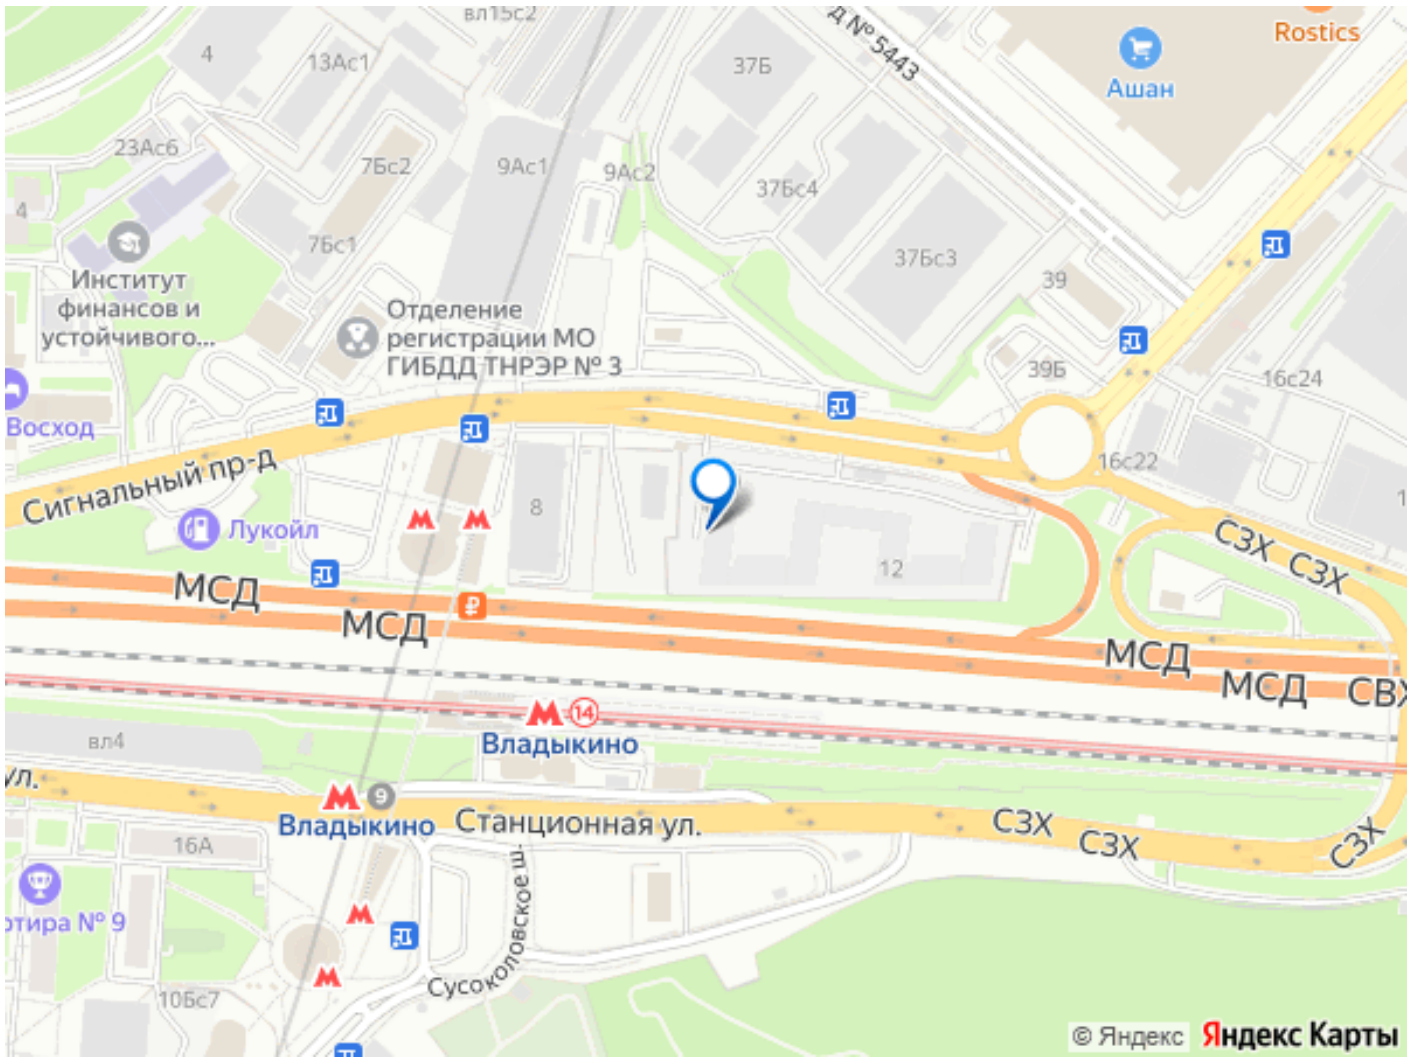 вл15с2
Д № 5443
Rostics
4
13Ас1
37Б
Ашан
23Ас6
7Бс2
9Ас1
9Ас2
37Бс4
4
7Бс1
37Бс3
39
Институт
финансов и
устойчивого...
Отделение
регистрации МО
ГИБДД ТНРЭР № 3
39Б
16с24
Восход
Сигнальный пр-д
16с22
8
Лукойл
12
СЗХ
СЗХ
МСД
МСД
МСД
МСД
СВХ
14
Владыкино
вл4
ул.
9
Владыкино
Станционная ул.
СЗХ
СЗХ
СЗХ
16А
ртира № 9
Сусоколовское ш.
10Бс7
© Яндекс Яндекс Карты